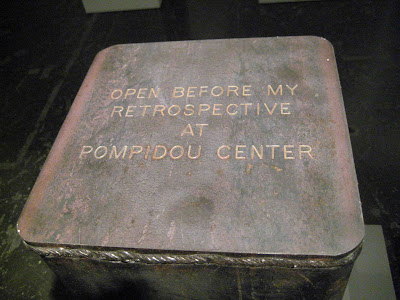 OPEN BEFORE MY
RETROSPECTIVE
AT
POMPIDOU CENTER